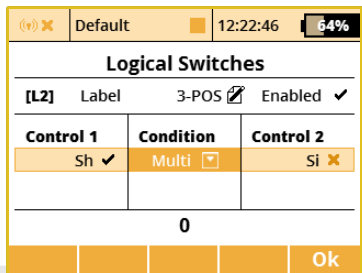 Default 12:22:46 64%
Logical Switches
[L2] Label 3-POS Enabled
Control 1 Condition Control 2
Sh Multi Si
0
Ok